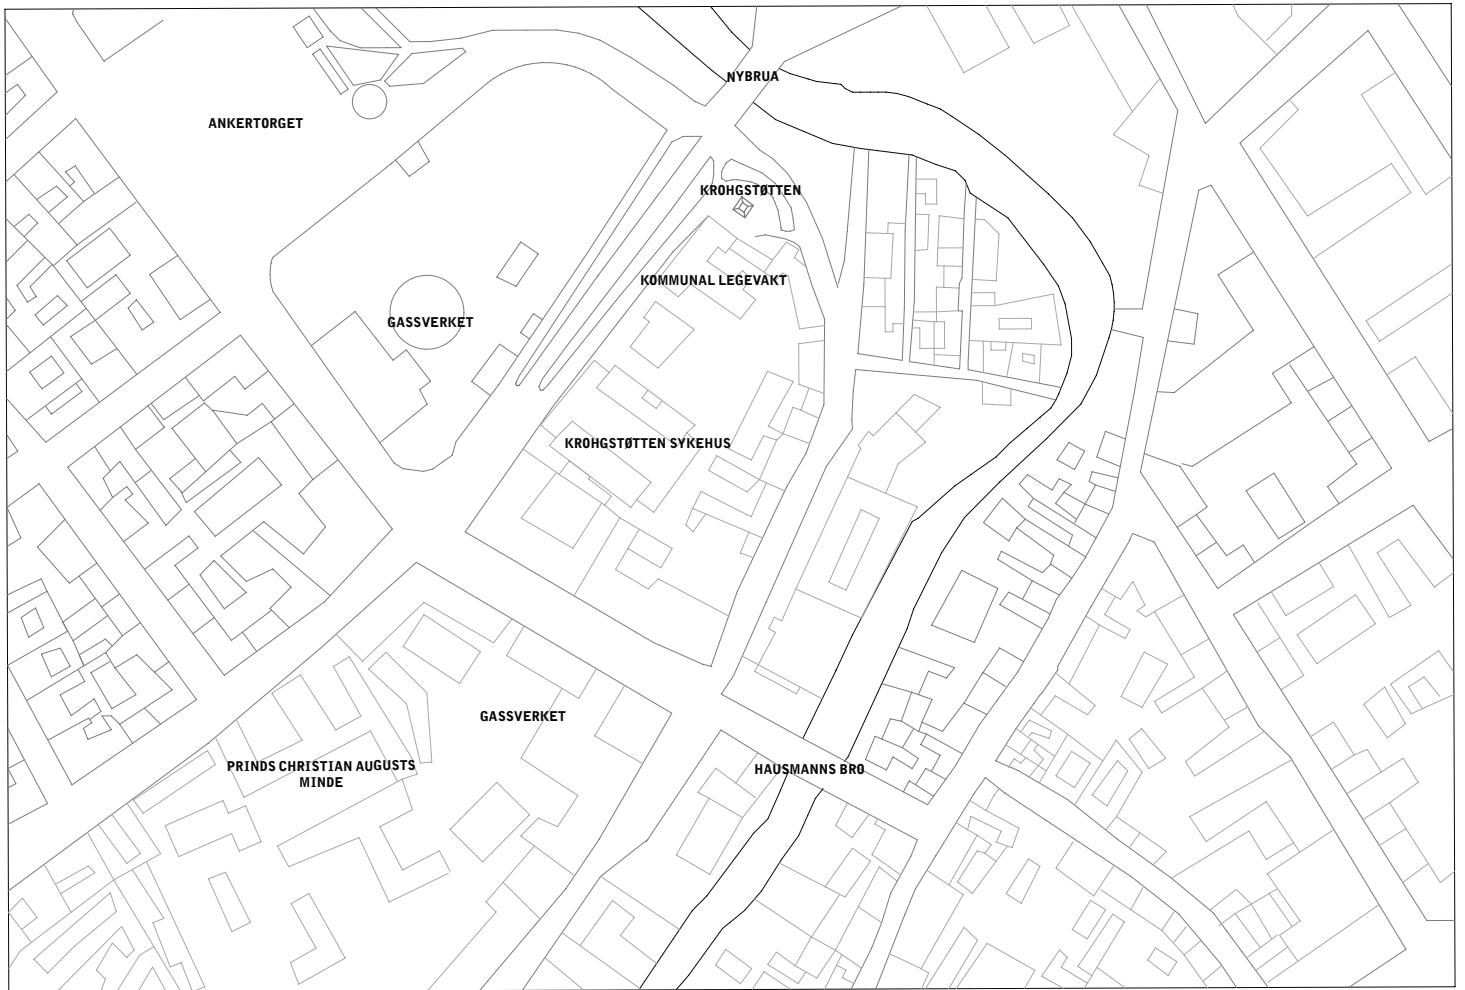 NYBRUA
ANKERTORGET
KROHGSTØTTEN
KOMMUNAL LEGEVAKT
GASSVERKET
KROHGSTØTTEN SYKEHUS
GASSVERKET
PRINDS CHRISTIAN AUGUSTS
MINDE
HAUSMANNS BRO